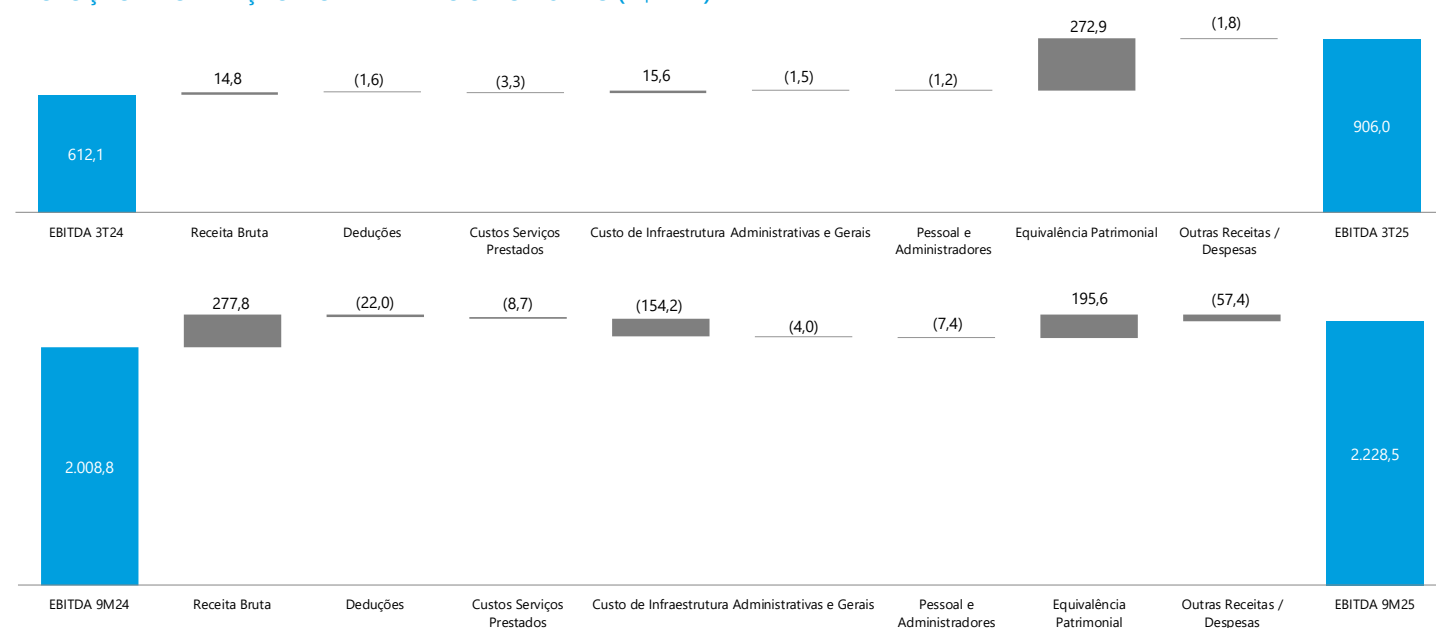 272,9
(1,8)
14,8
(1,6)
(3,3)
15,6
(1,5)
(1,2)
612,1
906,0
EBITDA 3T24
Receita Bruta
Deduções
Custos Serviços
Prestados
Custo de Infraestrutura
Administrativas e Gerais
Pessoal e
Administradores
Equivalência Patrimonial
Outras Receitas /
Despesas
EBITDA 3T25
277,8
(22,0)
(8,7)
(154,2)
(4,0)
(7,4)
195,6
(57,4)
2.008,8
2.228,5
EBITDA 9M24
Receita Bruta
Deduções
Custos Serviços
Prestados
Custo de Infraestrutura
Administrativas e Gerais
Pessoal e
Administradores
Equivalência
Patrimonial
Outras Receitas /
Despesas
EBITDA 9M25